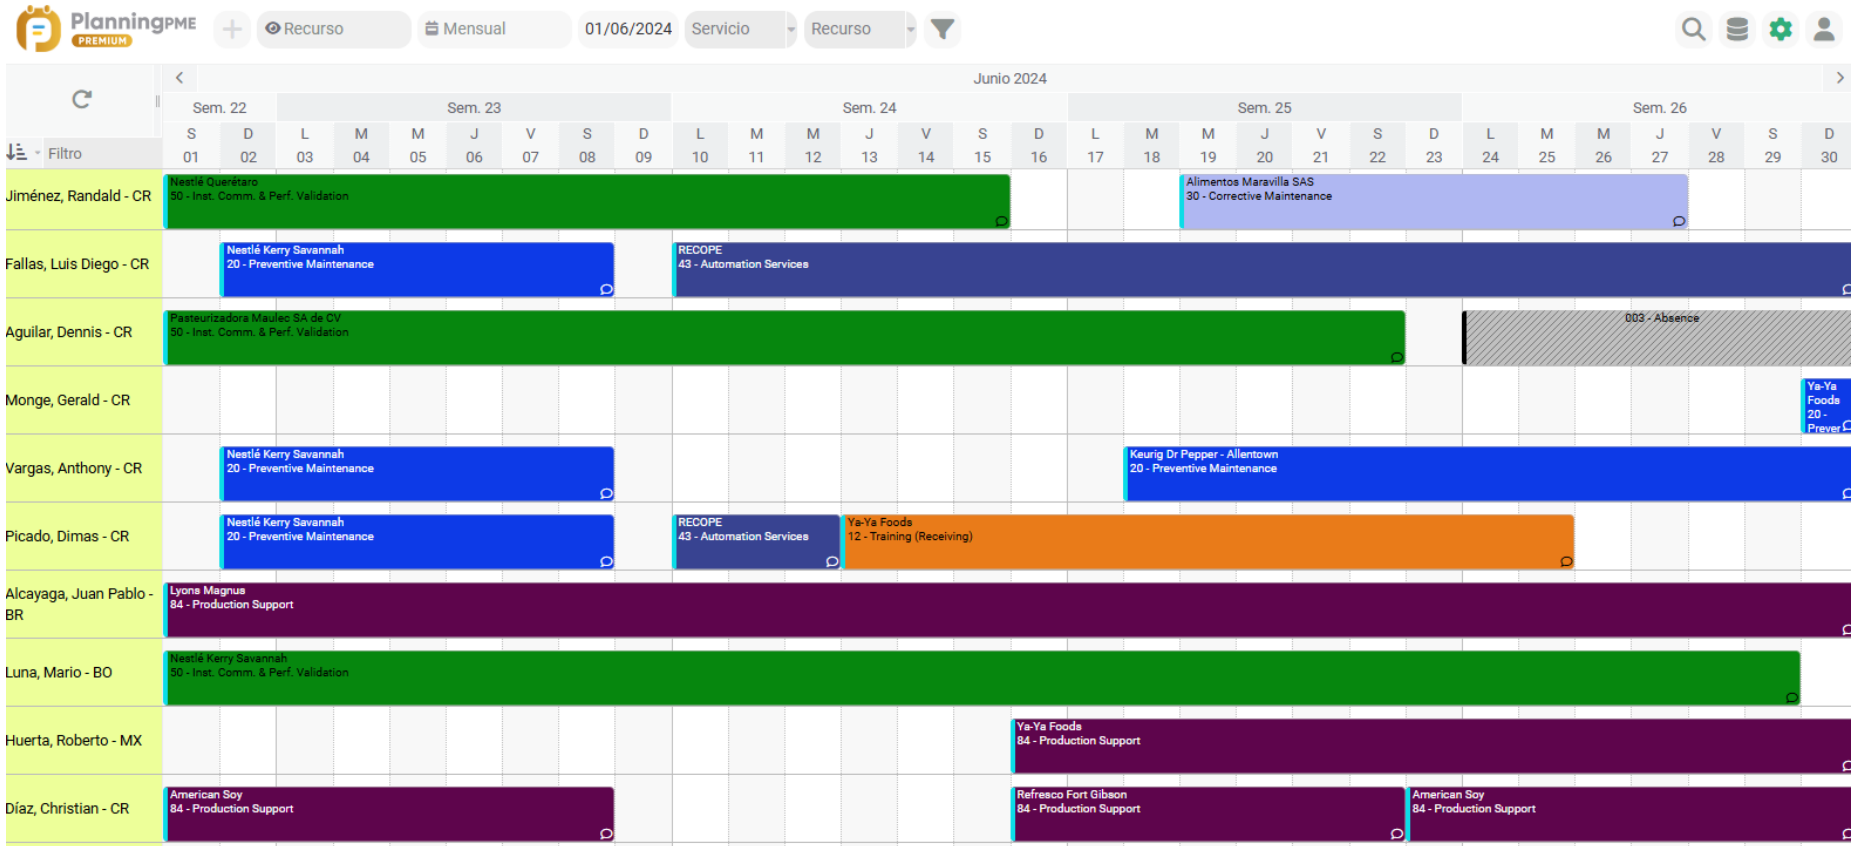 PlanningPME
PREMIUM
Recurso
Mensual
01/06/2024
Servicio
Recurso
Junio 2024
Sem. 22
Sem. 23
Sem. 24
Sem. 25
Sem. 26
S D L M M J V S D L M M J V S D L M M J V S D L M M J V S D
Filtro
01 02 03 04 05 06 07 08 09 10 11 12 13 14 15 16 17 18 19 20 21 22 23 24 25 26 27 28 29 30
Jiménez, Randald - CR
Nestlé Querétaro
50 - Inst. Comm. & Perf. Validation
Alimentos Maravilla SAS
30 - Corrective Maintenance
Fallas, Luis Diego - CR
Nestlé Kerry Savannah
20 - Preventive Maintenance
RECOPE
43 - Automation Services
Aguilar, Dennis - CR
Pasteurizadora Maulec SA de CV
50 - Inst. Comm. & Perf. Validation
003 - Absence
Monge, Gerald - CR
Ya-Ya
Foods
20 -
Prever
Vargas, Anthony - CR
Nestlé Kerry Savannah
20 - Preventive Maintenance
Keurig Dr Pepper - Allentown
20 - Preventive Maintenance
Picado, Dimas - CR
Nestlé Kerry Savannah
20 - Preventive Maintenance
RECOPE
43 - Automation Services
Ya-Ya Foods
12 - Training (Receiving)
Alcayaga, Juan Pablo -
BR
Lyons Magnus
84 - Production Support
Luna, Mario - BO
Nestlé Kerry Savannah
50 - Inst. Comm. & Perf. Validation
Huerta, Roberto - MX
Ya-Ya Foods
84 - Production Support
Díaz, Christian - CR
American Soy
84 - Production Support
Refresco Fort Gibson
84 - Production Support
American Soy
84 - Production Support